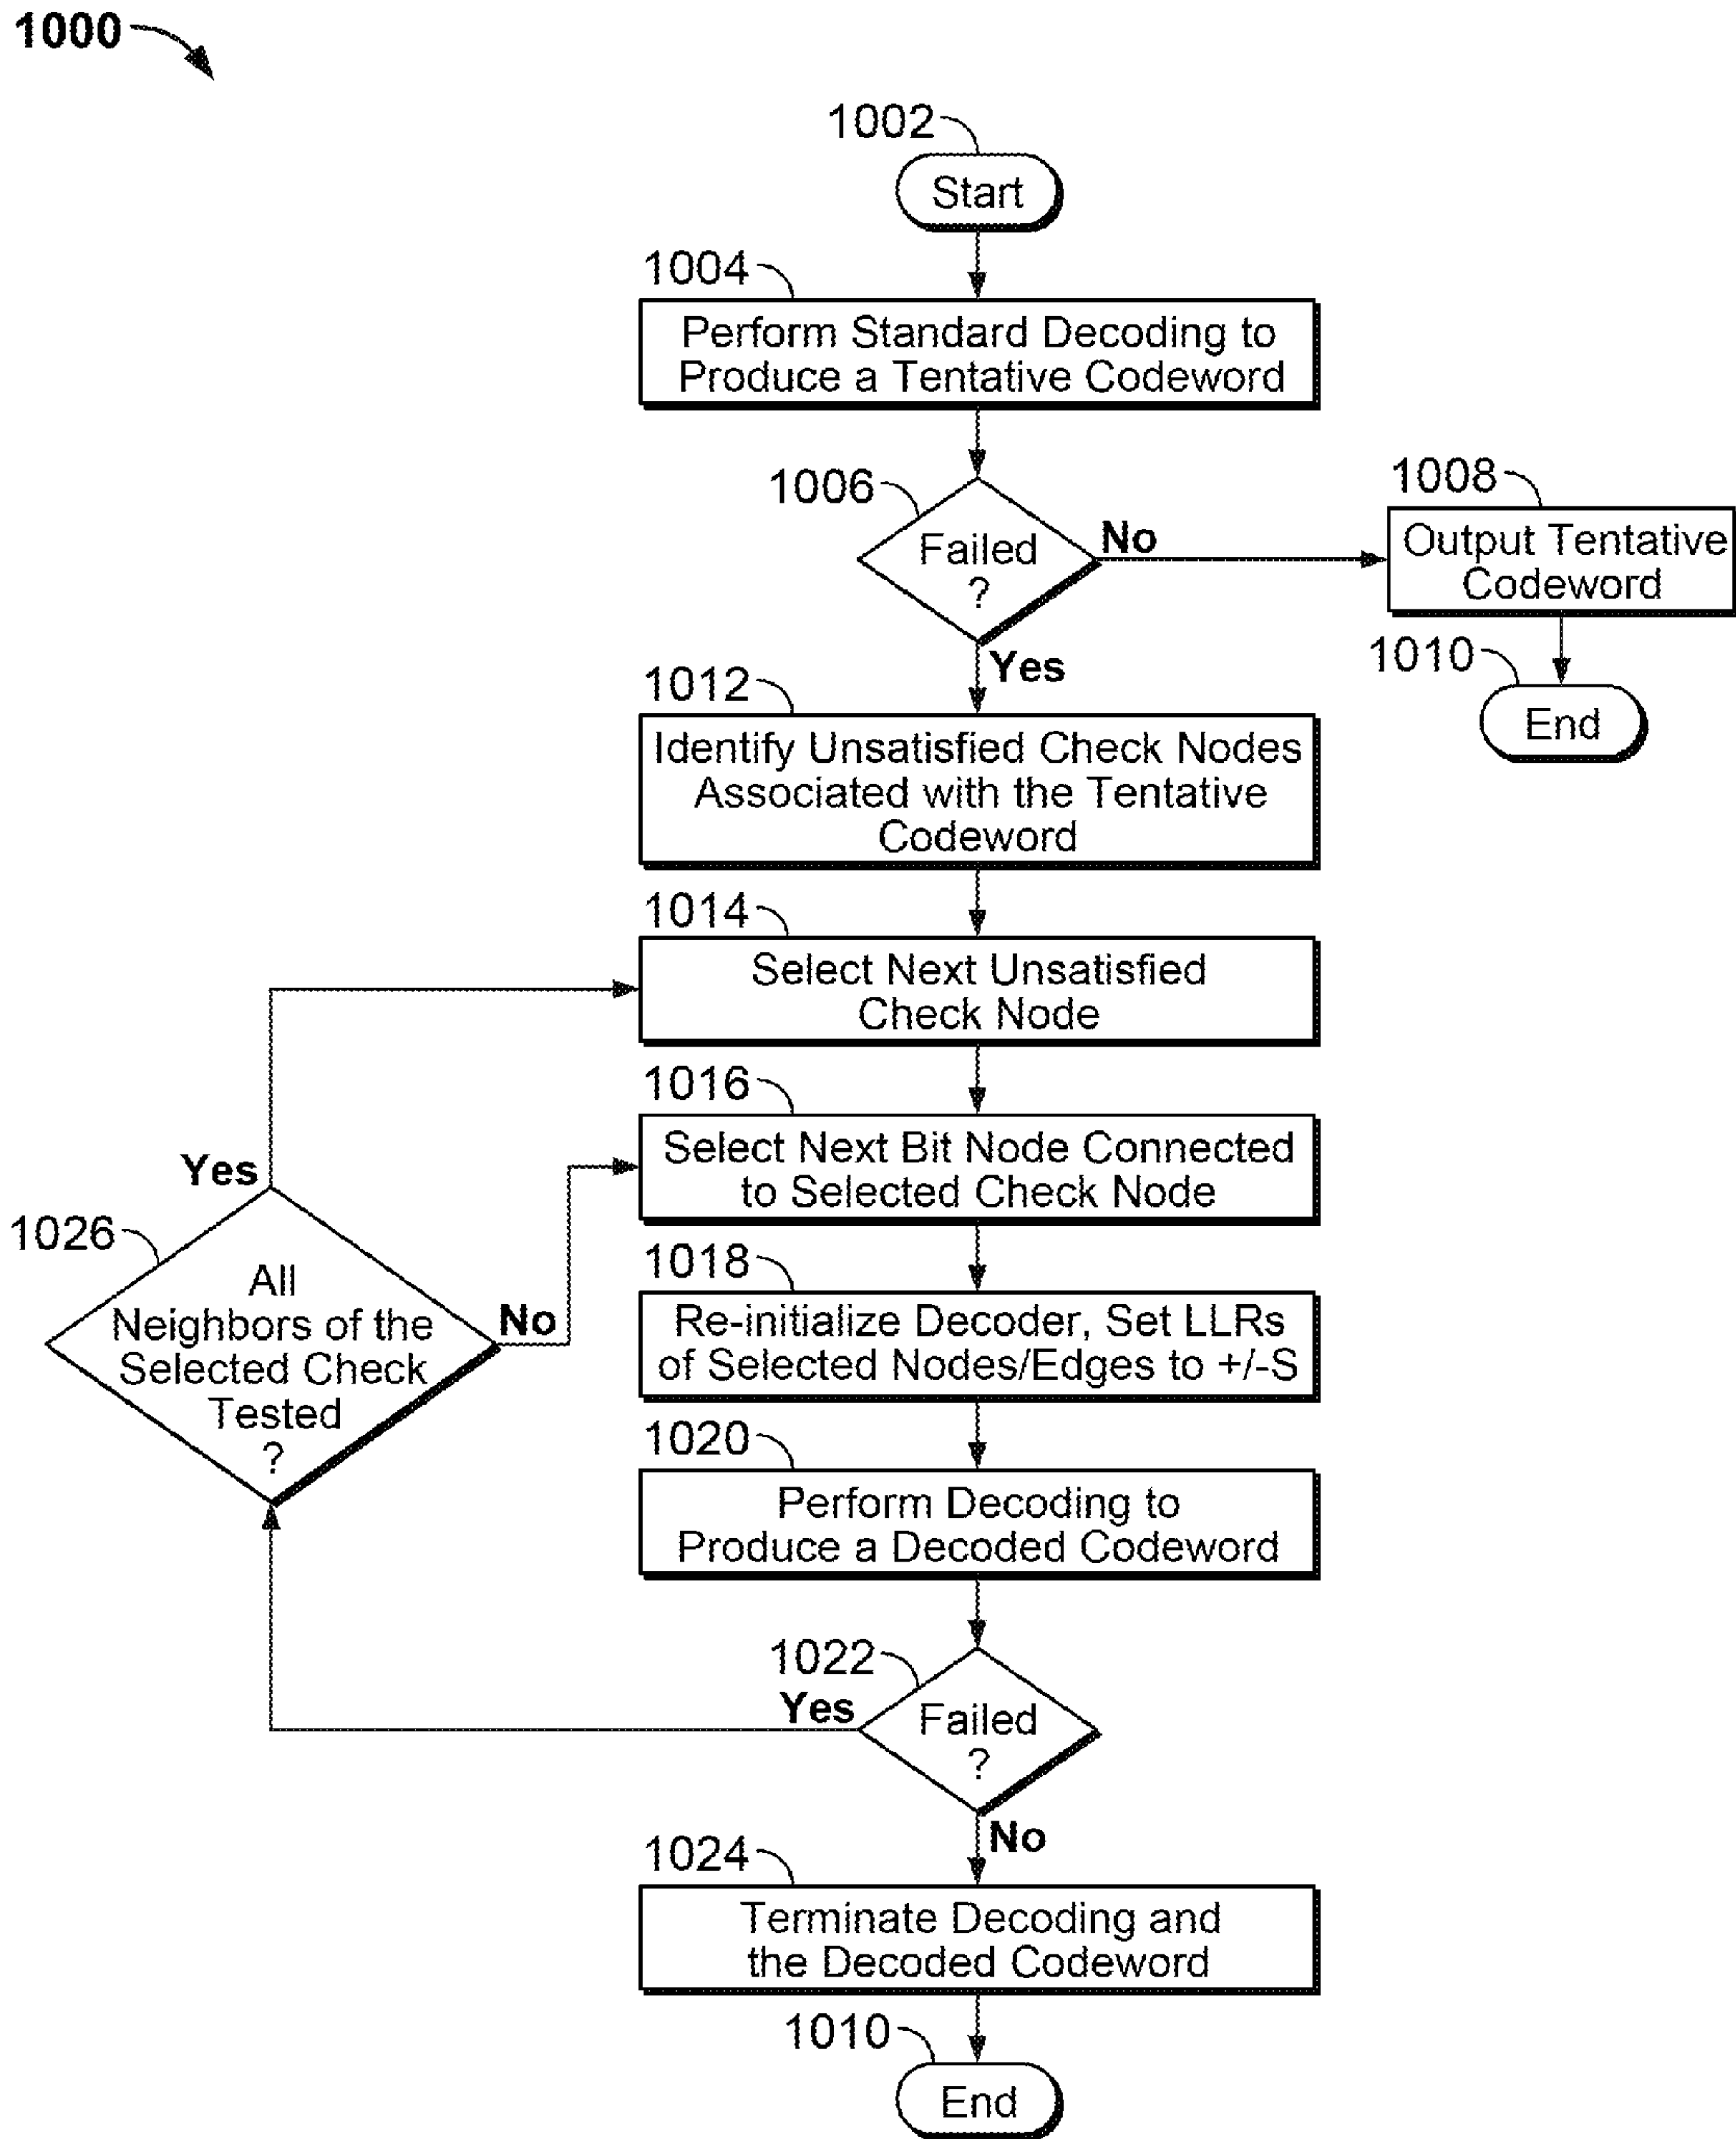 1000
1002
Start
1004
Perform Standard Decoding to
Produce a Tentative Codeword
1006
Failed
?
No
1008
Output Tentative
Codeword
1010
End
Yes
1012
Identify Unsatisfied Check Nodes
Associated with the Tentative
Codeword
1014
Select Next Unsatisfied
Check Node
1016
Select Next Bit Node Connected
to Selected Check Node
Yes
1026
All
Neighbors of the
Selected Check
Tested
?
No
1018
Re-initialize Decoder, Set LLRs
of Selected Nodes/Edges to +/-S
1020
Perform Decoding to
Produce a Decoded Codeword
1022
Yes
Failed
?
No
1024
Terminate Decoding and
the Decoded Codeword
1010
End